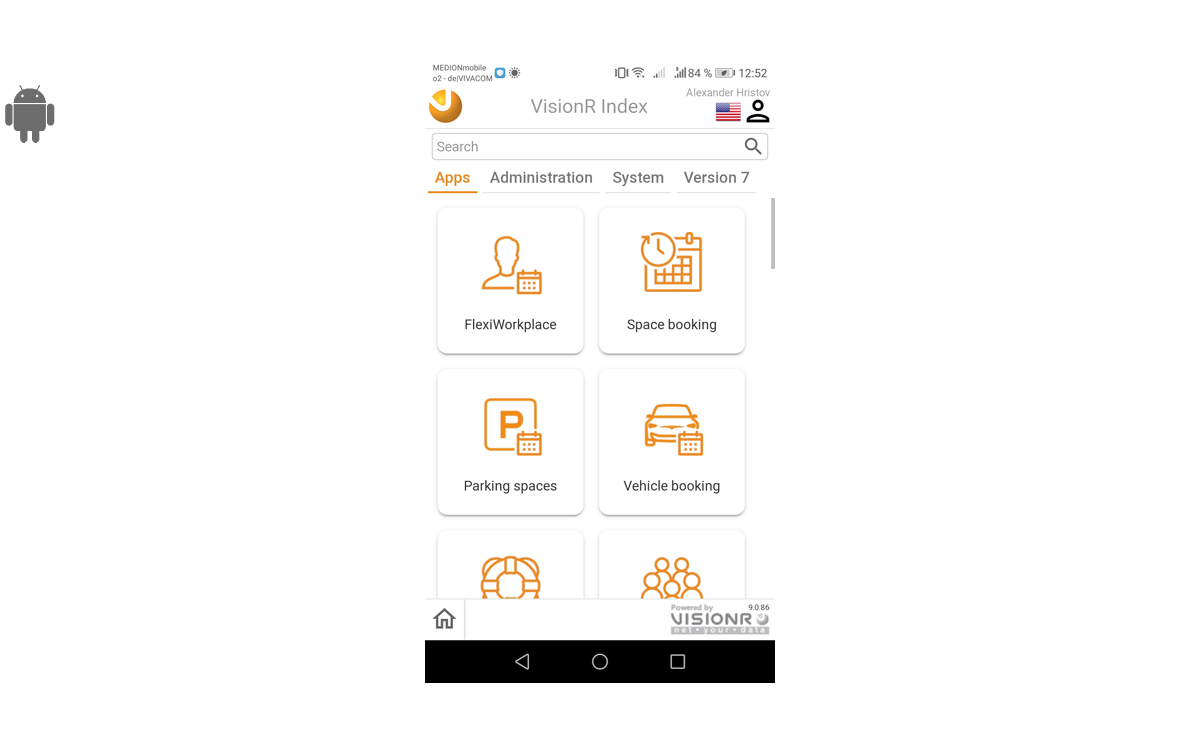 MEDIONmobile
o2 - de|VIVACOM
84 %
12:52
Alexander Hristov
VisionR Index
Search
Apps Administration System Version 7
FlexiWorkplace
Space booking
P
Parking spaces
Vehicle booking
Powered by
9.0.86
VISIONR
net • your • data